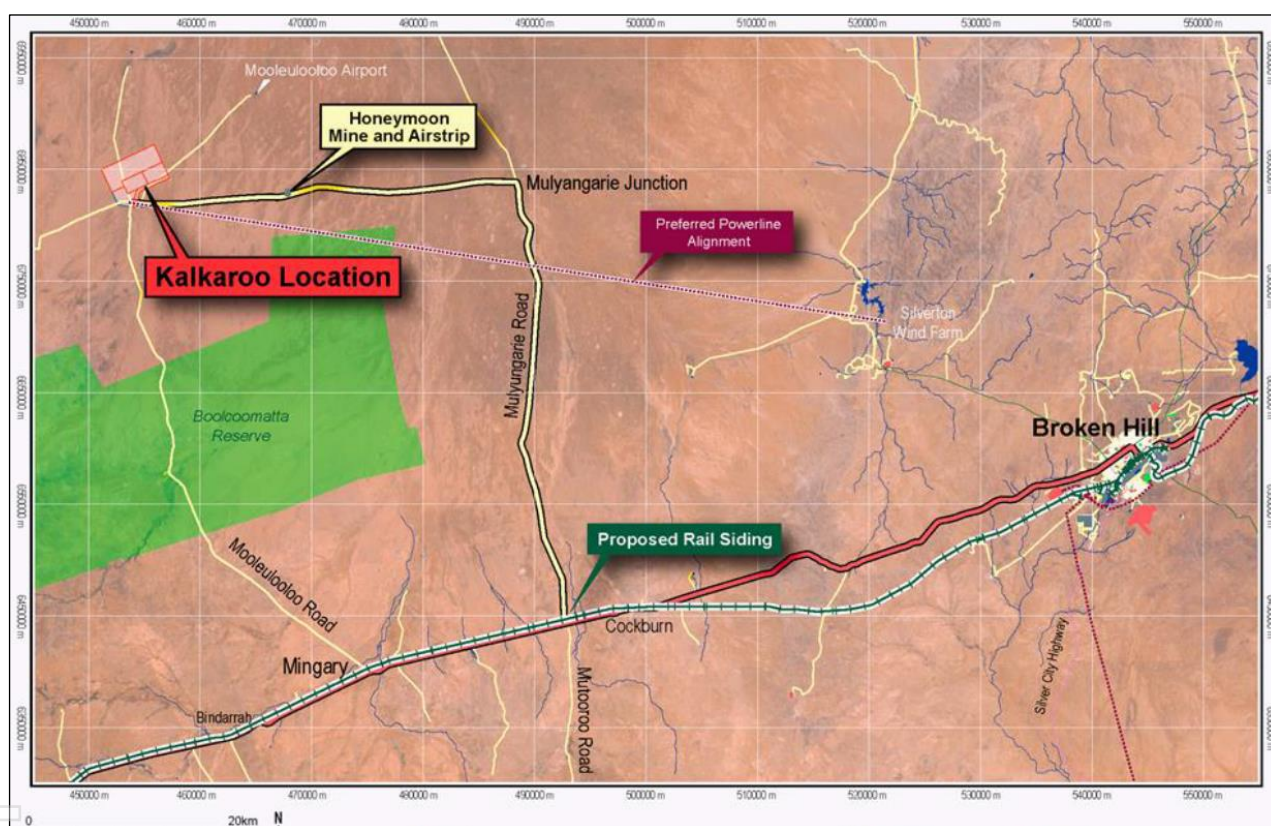 450000 m
460000 m
470000 m
480000 m
490000 m
500000 m
510000 m
520000 m
530000 m
540000 m
550000 m
Mooleulooloo Airport
Honeymoon
Mine and Airstrip
Mulyangarie Junction
Preferred Powerline
Alignment
Kalkaroo Location
Silverton
Wind Farm
Mulyungarie Road
Boolcoomatta
Reserve
Broken Hill
Proposed Rail Siding
Mooleulooloo Road
Cockburn
Mingary
Mutooroo Road
Silver City Highway
Bindarrah
450000 m
460000 m
470000 m
480000 m
490000 m
500000 m
510000 m
520000 m
530000 m
540000 m
550000 m
0
20km
N